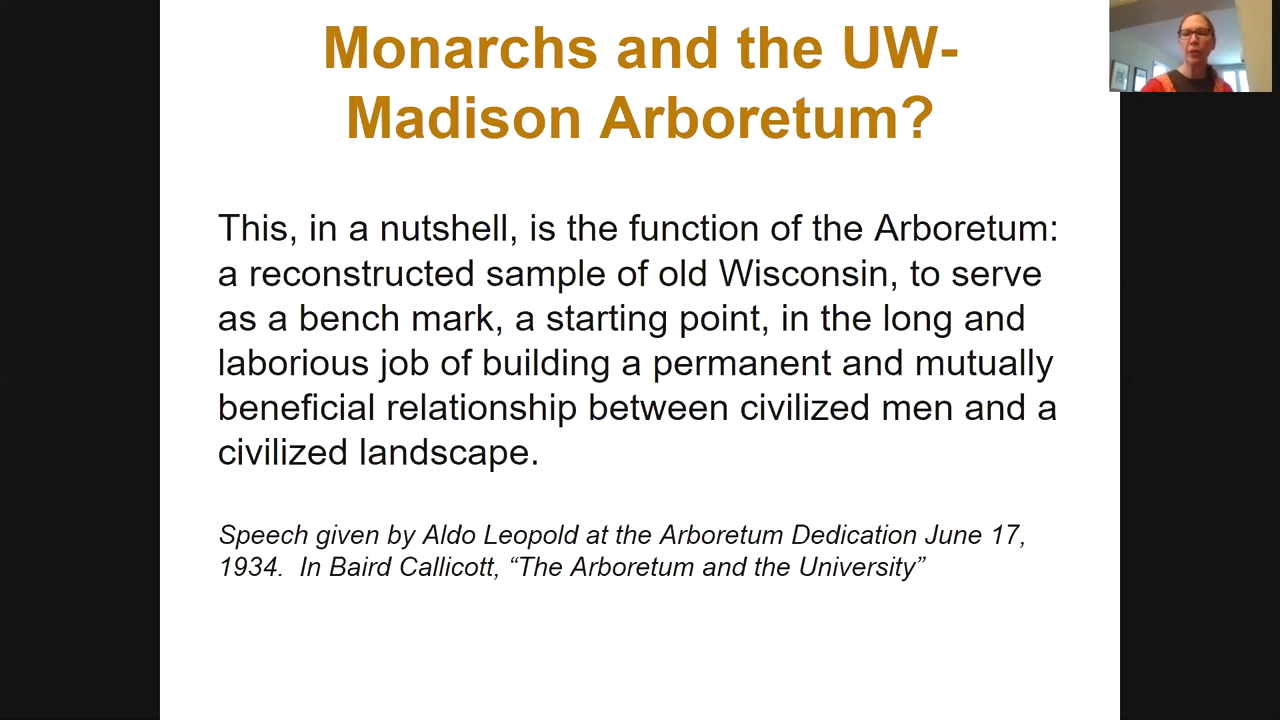 Monarchs and the UW-
Madison Arboretum?
This, in a nutshell, is the function of the Arboretum:
a reconstructed sample of old Wisconsin, to serve
as a bench mark, a starting point, in the long and
laborious job of building a permanent and mutually
beneficial relationship between civilized men and a
civilized landscape.
Speech given by Aldo Leopold at the Arboretum Dedication June 17,
1934.  In Baird Callicott, “The Arboretum and the University”